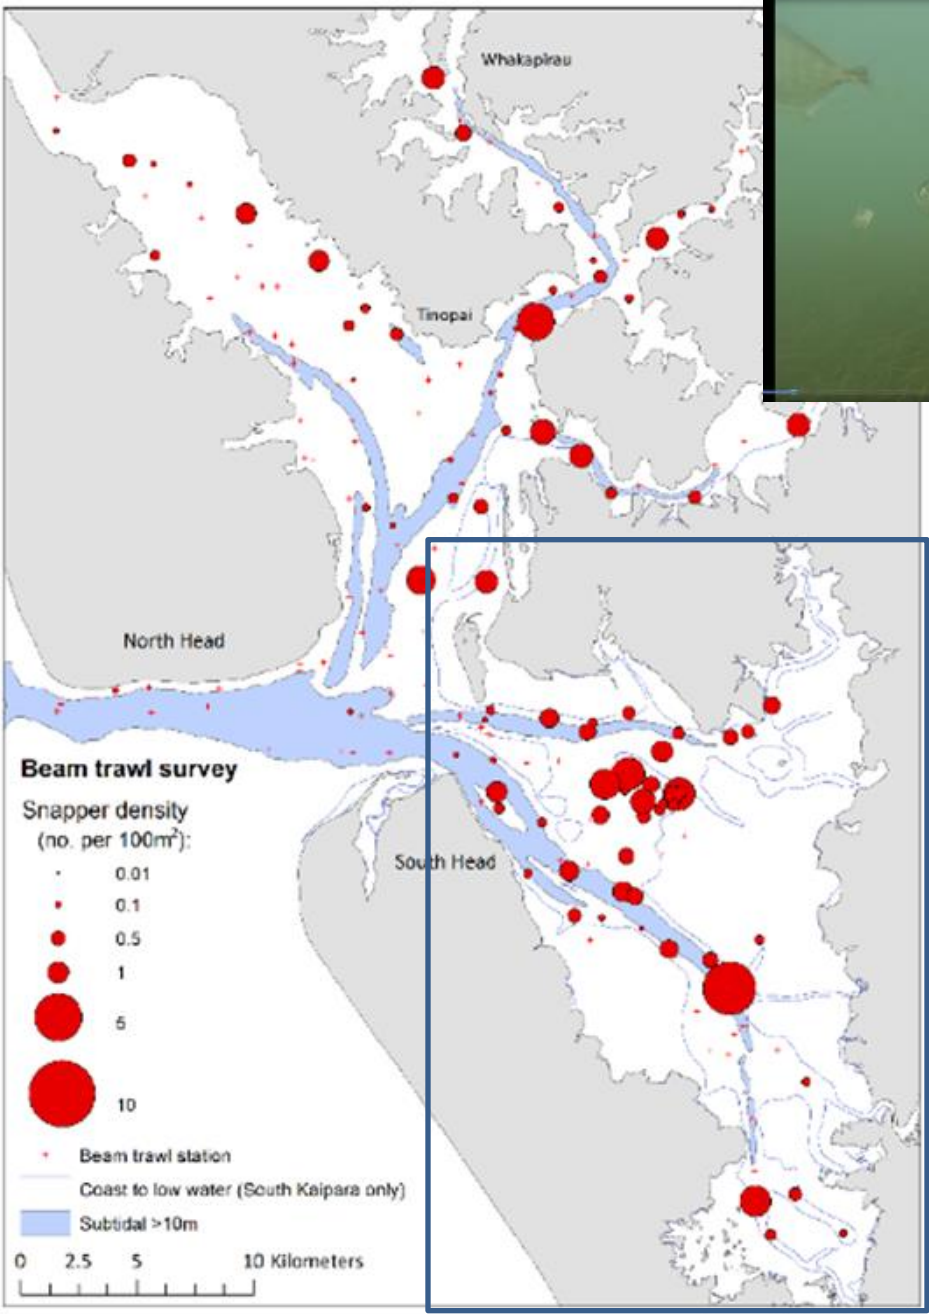 Whakapirau
Tinopai
North Head
South Head
Beam trawl survey
Snapper density
(no. per 100m²):
0.01
0.1
0.5
1
5
10
Beam trawl station
Coast to low water (South Kaipara only)
Subtidal >10m
0 2.5 5 10 Kilometers